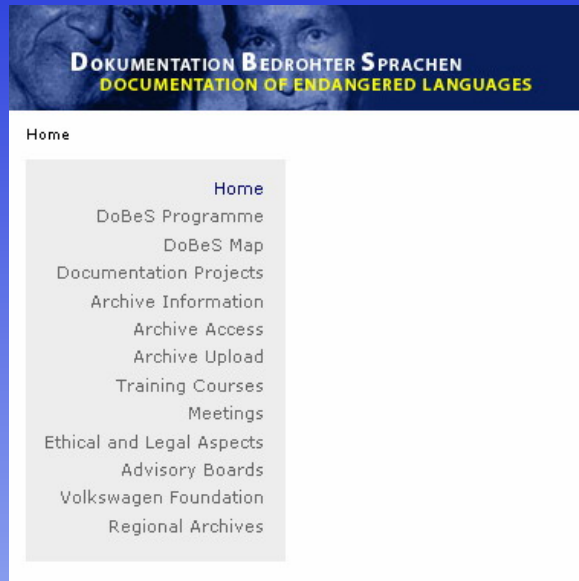 DOKUMENTATION BEDROHTER SPRACHEN
DOCUMENTATION OF ENDANGERED LANGUAGES
Home
Home
DoBeS Programme
DoBeS Map
Documentation Projects
Archive Information
Archive Access
Archive Upload
Training Courses
Meetings
Ethical and Legal Aspects
Advisory Boards
Volkswagen Foundation
Regional Archives